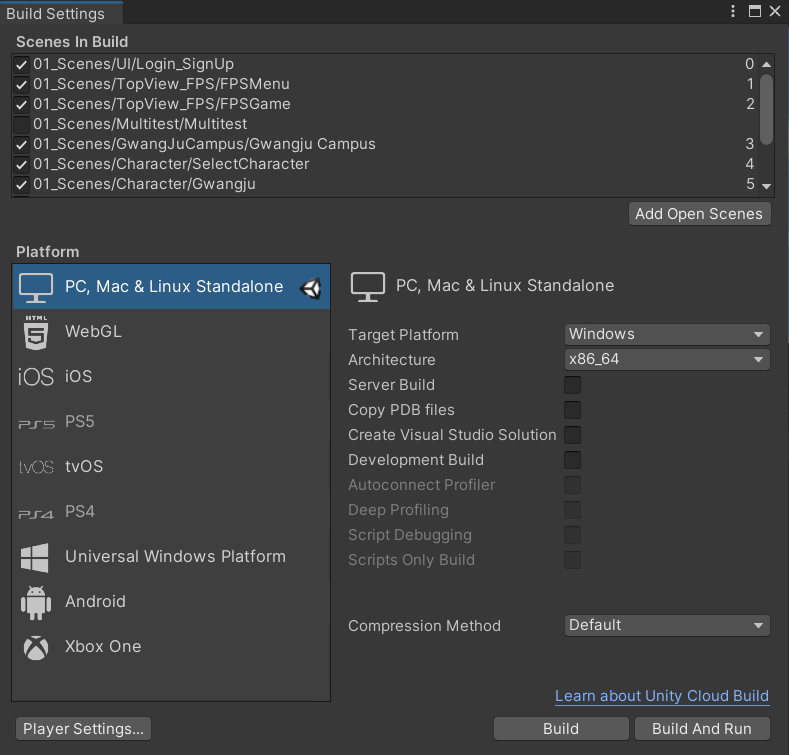 Build Settings
Scenes In Build
01_Scenes/UI/Login_SignUp 0
01_Scenes/TopView_FPS/FPSMenu 1
01_Scenes/TopView_FPS/FPSGame 2
01_Scenes/Multitest/Multitest
01_Scenes/GwangJuCampus/Gwangju Campus 3
01_Scenes/Character/SelectCharacter 4
01_Scenes/Character/Gwangju 5
Add Open Scenes
Platform
PC, Mac & Linux Standalone
HTML 5 WebGL
iOS iOS
PS5 PS5
tvOS tvOS
PS4 PS4
Universal Windows Platform
Android
Xbox One
PC, Mac & Linux Standalone
Target Platform Windows
Architecture x86_64
Server Build
Copy PDB files
Create Visual Studio Solution
Development Build
Autoconnect Profiler
Deep Profiling
Script Debugging
Scripts Only Build
Compression Method Default
Learn about Unity Cloud Build
Player Settings... Build Build And Run